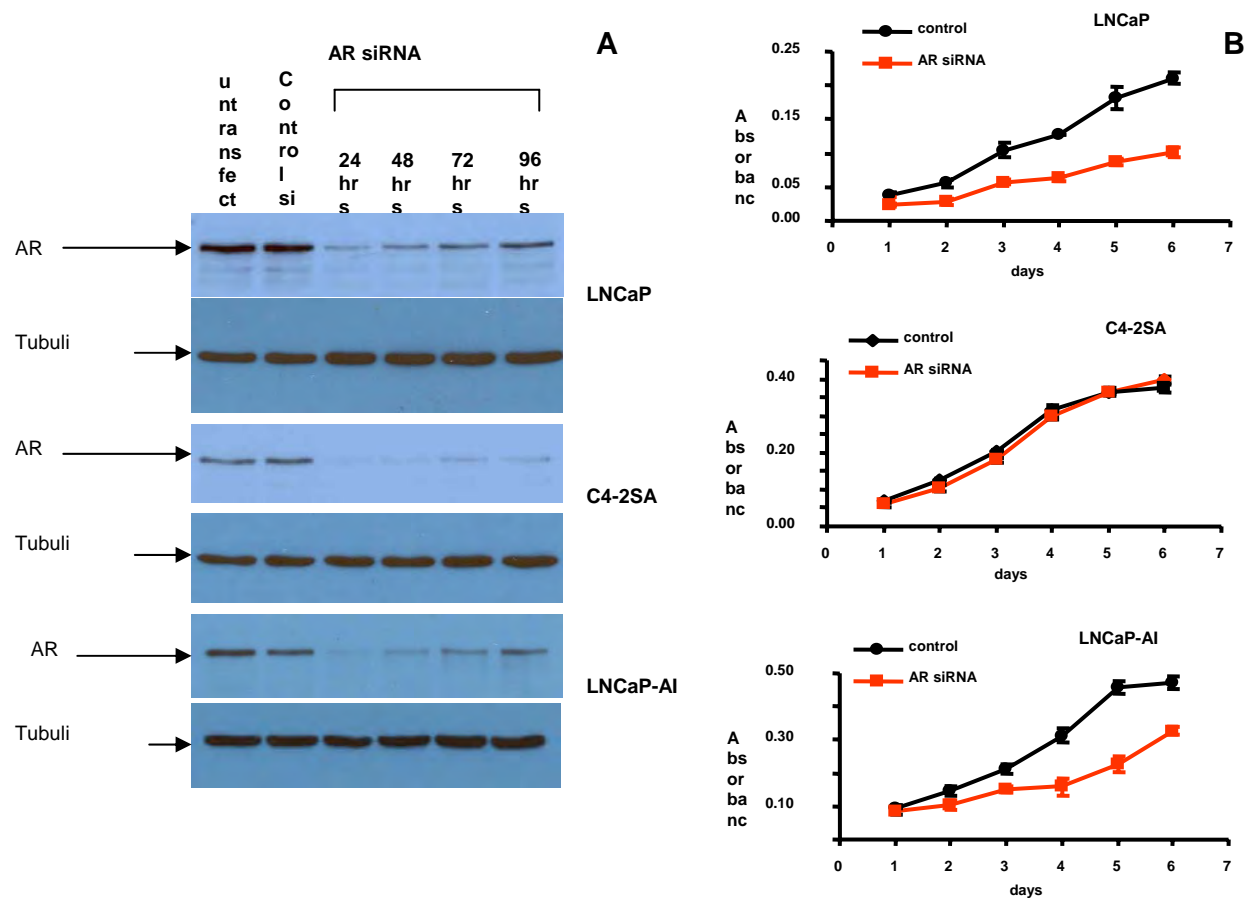 A
AR siRNA
u
nt
ra
ns
fe
ct
C
o
nt
ro
l
si
24
hr
s
48
hr
s
72
hr
s
96
hr
s
AR
LNCaP
Tubuli
AR
C4-2SA
Tubuli
AR
LNCaP-AI
Tubuli
B
LNCaP
control
AR siRNA
0.25
0.15
0.05
0.00
A
bs
or
ba
nc
0 1 2 3 4 5 6 7
days
C4-2SA
control
AR siRNA
0.40
0.20
0.00
A
bs
or
ba
nc
0 1 2 3 4 5 6 7
days
LNCaP-AI
control
AR siRNA
0.50
0.30
0.10
A
bs
or
ba
nc
0 1 2 3 4 5 6 7
days